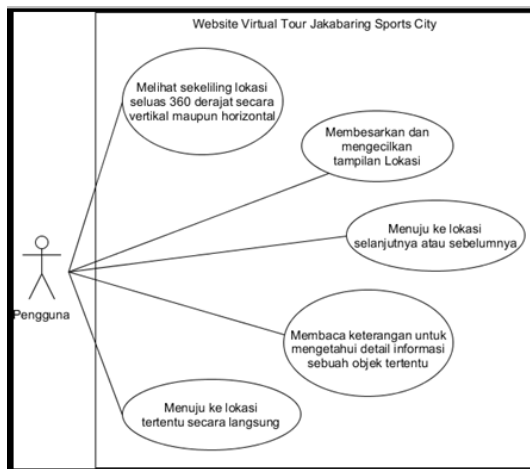 Website Virtual Tour Jakabaring Sports City
Melihat sekeliling lokasi
seluas 360 derajat secara
vertikal maupun horizontal
Membesarkan dan
mengecilkan
tampilan Lokasi
Menuju ke lokasi
selanjutnya atau sebelumnya
Pengguna
Membaca keterangan untuk
mengetahui detail informasi
sebuah objek tertentu
Menuju ke lokasi
tertentu secara langsung